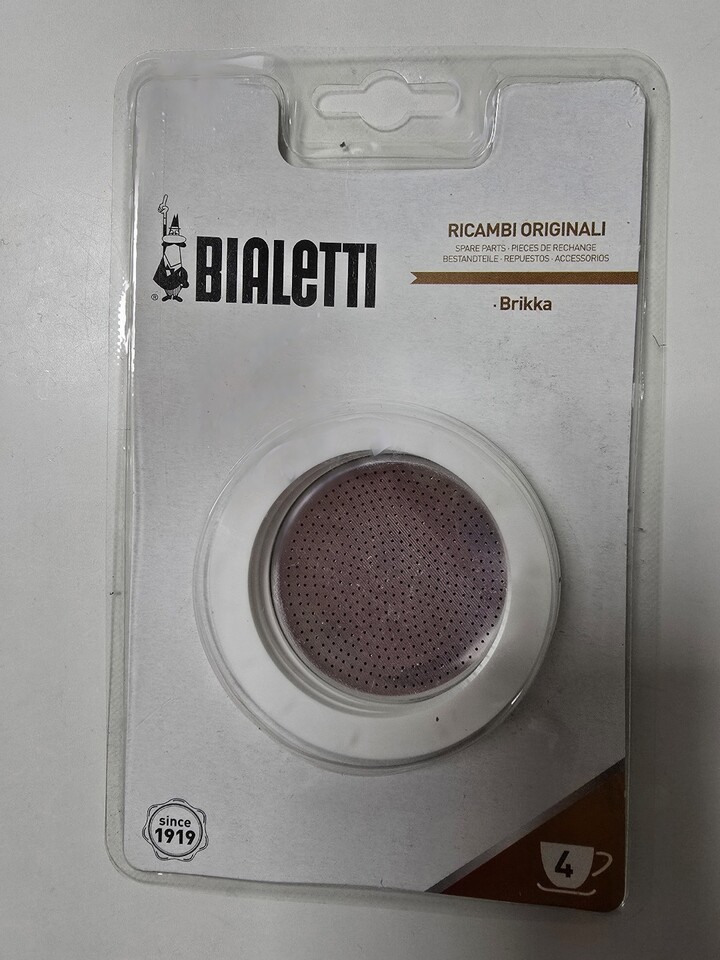 BIALETTI
®
RICAMBI ORIGINALI
SPARE PARTS · PIECES DE RECHANGE
BESTANDTEILE · REPUESTOS · ACCESSORIOS
· Brikka
since
1919
4